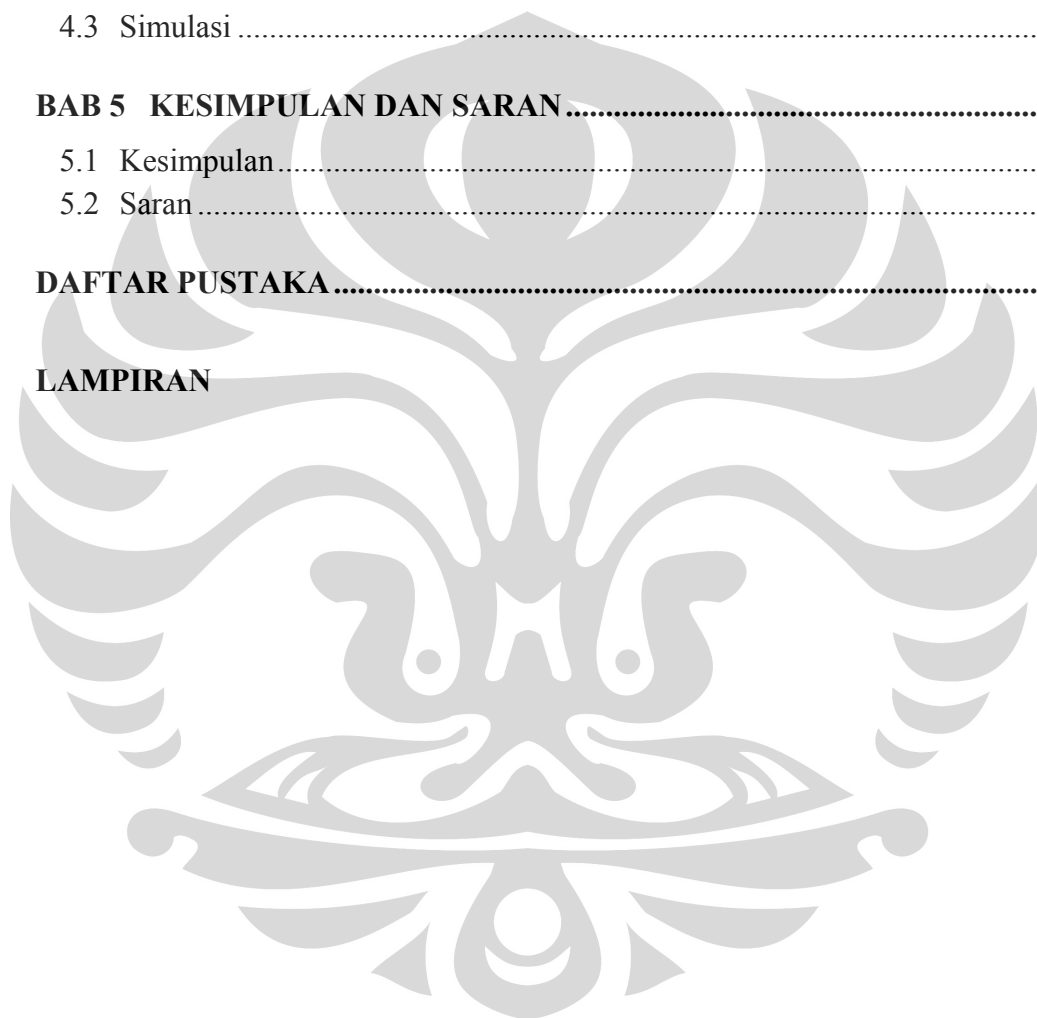 4.3 Simulasi ....................................................................................................
BAB 5 KESIMPULAN DAN SARAN ..........................................................
5.1 Kesimpulan ...............................................................................................
5.2 Saran .........................................................................................................
DAFTAR PUSTAKA .......................................................................................
LAMPIRAN